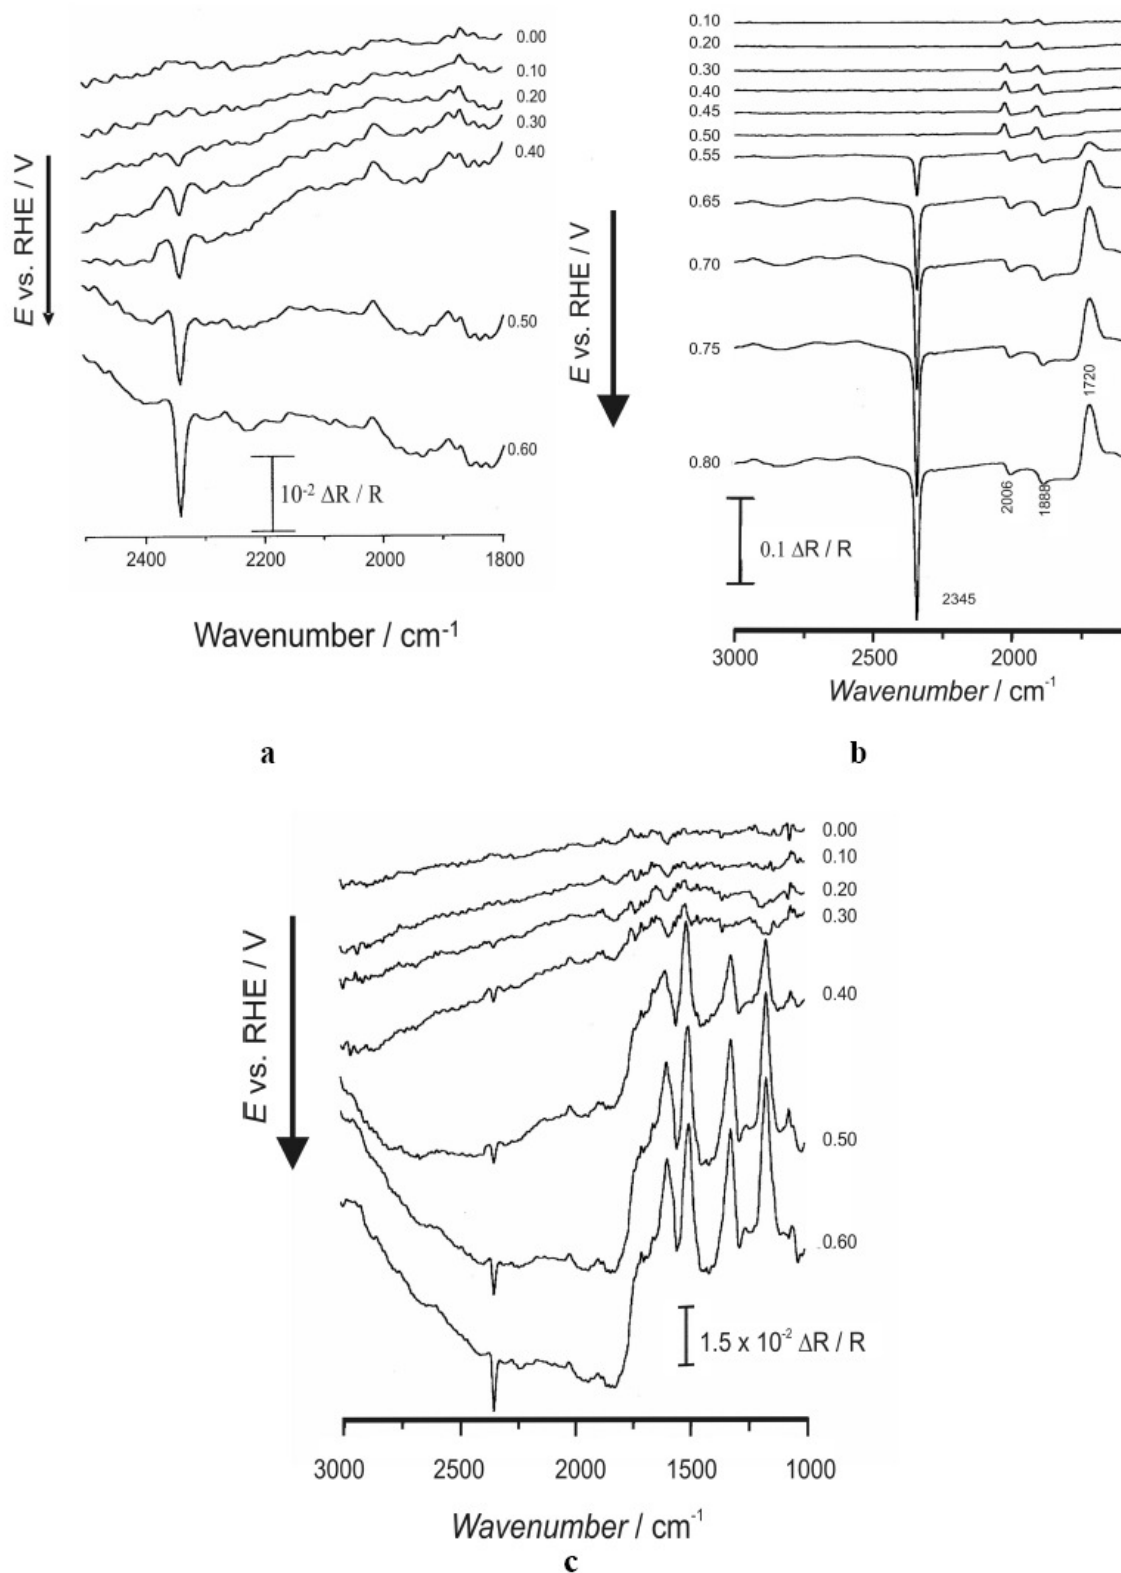 0.00
0.10
0.20
0.30
0.40
0.50
0.60
E vs. RHE / V
10-2 ΔR / R
2400 2200 2000 1800
Wavenumber / cm-1
a
0.10
0.20
0.30
0.40
0.45
0.50
0.55
0.65
0.70
0.75
0.80
E vs. RHE / V
1720
2006
1888
0.1 ΔR / R
2345
3000 2500 2000
Wavenumber / cm-1
b
0.00
0.10
0.20
0.30
0.40
0.50
0.60
E vs. RHE / V
1.5 x 10-2 ΔR / R
3000 2500 2000 1500 1000
Wavenumber / cm-1
c